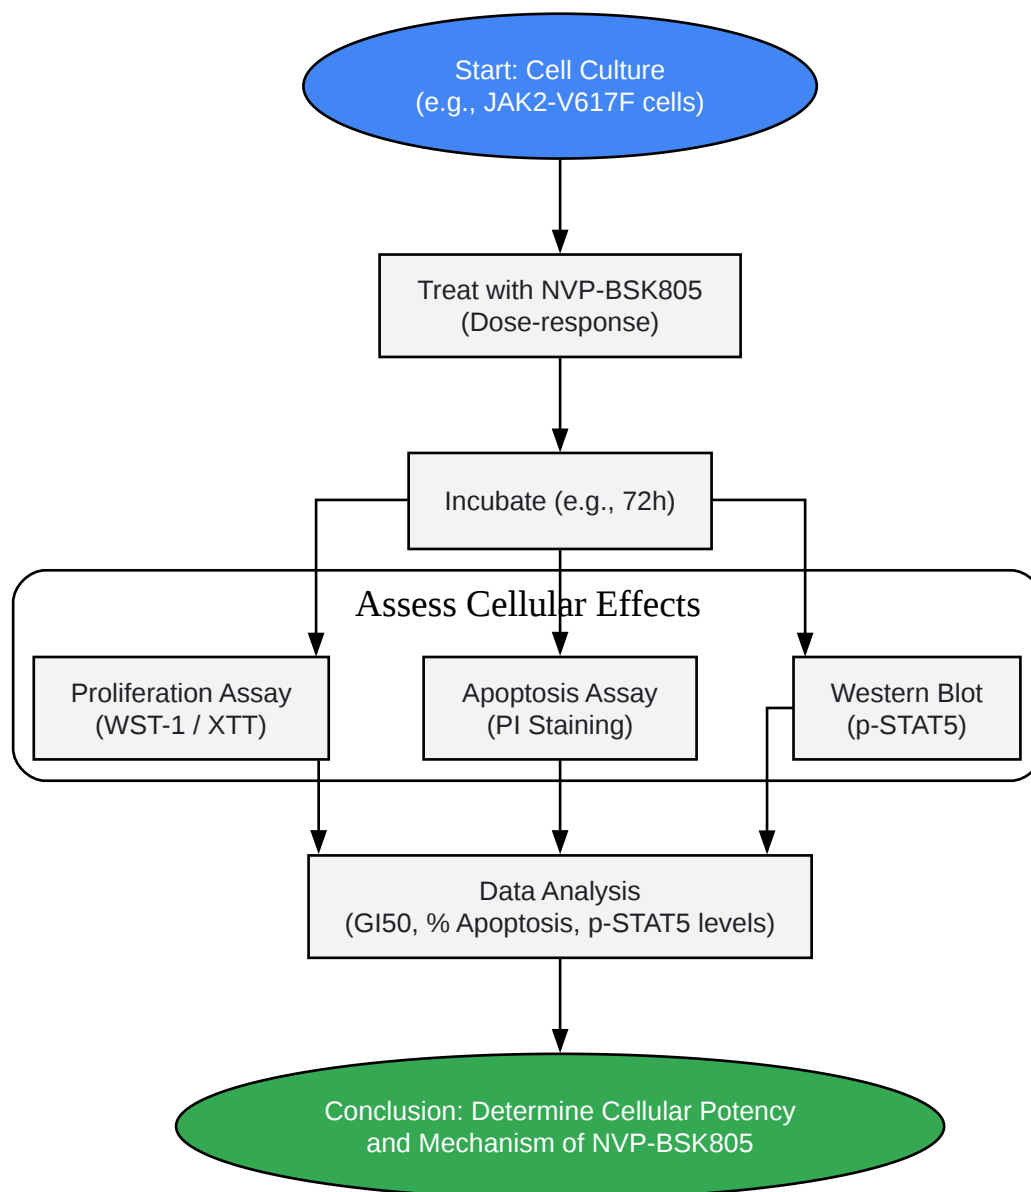 Start: Cell Culture
(e.g., JAK2-V617F cells)
Treat with NVP-BSK805
(Dose-response)
Incubate (e.g., 72h)
Assess Cellular Effects
Proliferation Assay
(WST-1 / XTT)
Apoptosis Assay
(PI Staining)
Western Blot
(p-STAT5)
Data Analysis
(GI50, % Apoptosis, p-STAT5 levels)
Conclusion: Determine Cellular Potency
and Mechanism of NVP-BSK805